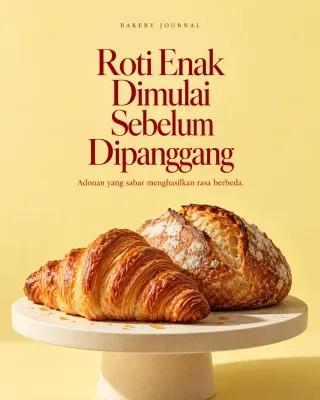 BAKERY JOURNAL
Roti Enak
Dimulai
Sebelum
Dipanggang
Adonan yang sabar menghasilkan rasa berbeda.